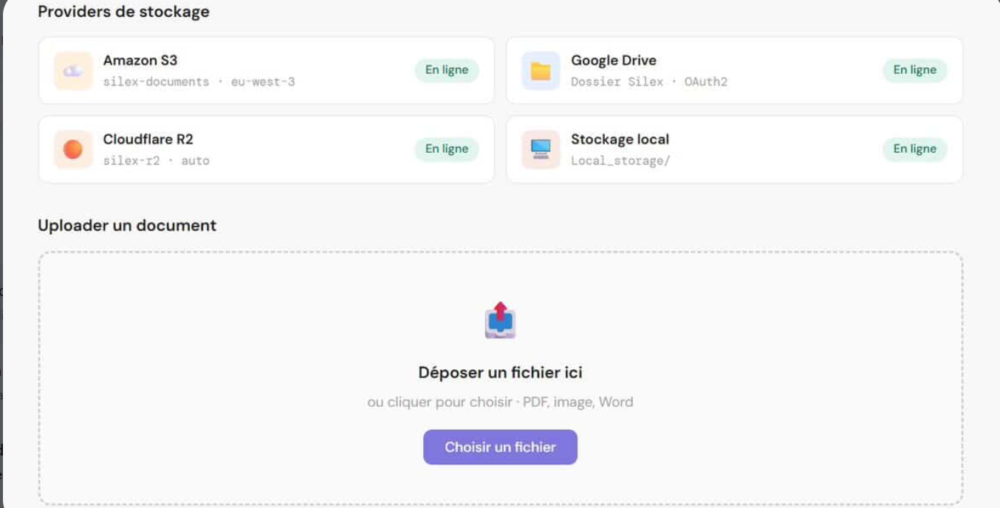 Providers de stockage
Amazon S3
silex-documents · eu-west-3
En ligne
Google Drive
Dossier Silex · OAuth2
En ligne
Cloudflare R2
silex-r2 · auto
En ligne
Stockage local
Local_storage/
En ligne
Uploader un document
Déposer un fichier ici
ou cliquer pour choisir · PDF, image, Word
Choisir un fichier